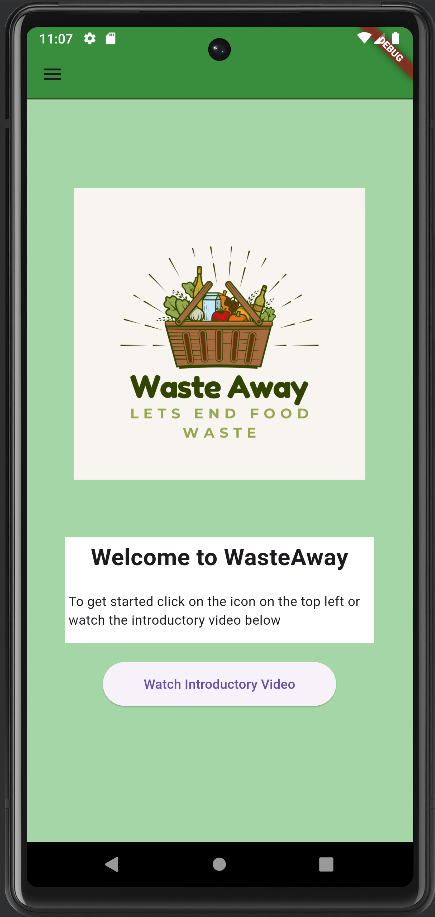 11:07
DEBUG
Waste Away
LETS END FOOD
WASTE
Welcome to WasteAway
To get started click on the icon on the top left or
watch the introductory video below
Watch Introductory Video